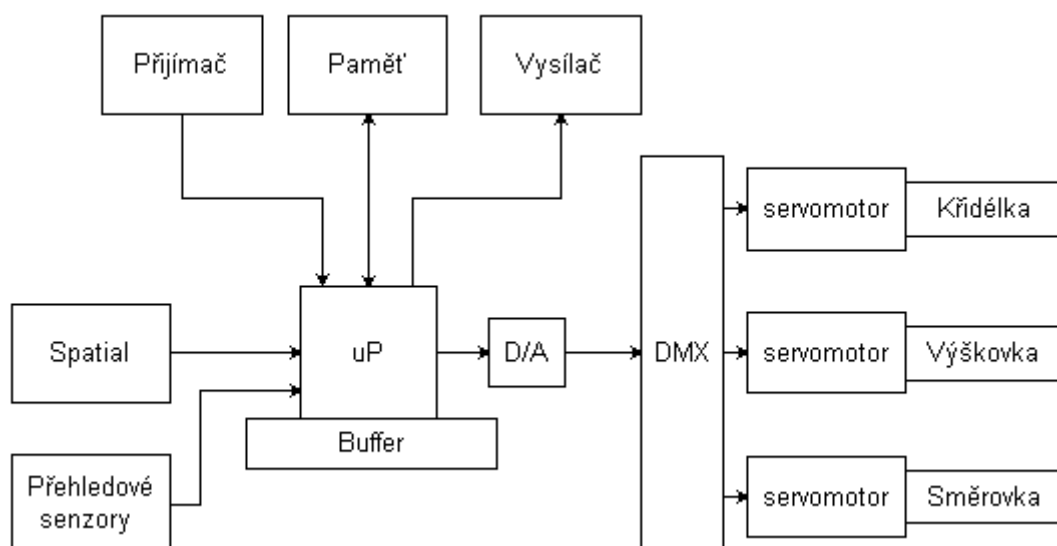 Přijímač
Paměť
Vysílač
servomotor
Křidélka
Spatial
uP
D/A
DMX
servomotor
Výškovka
Buffer
Přehledové
senzory
servomotor
Směrovka